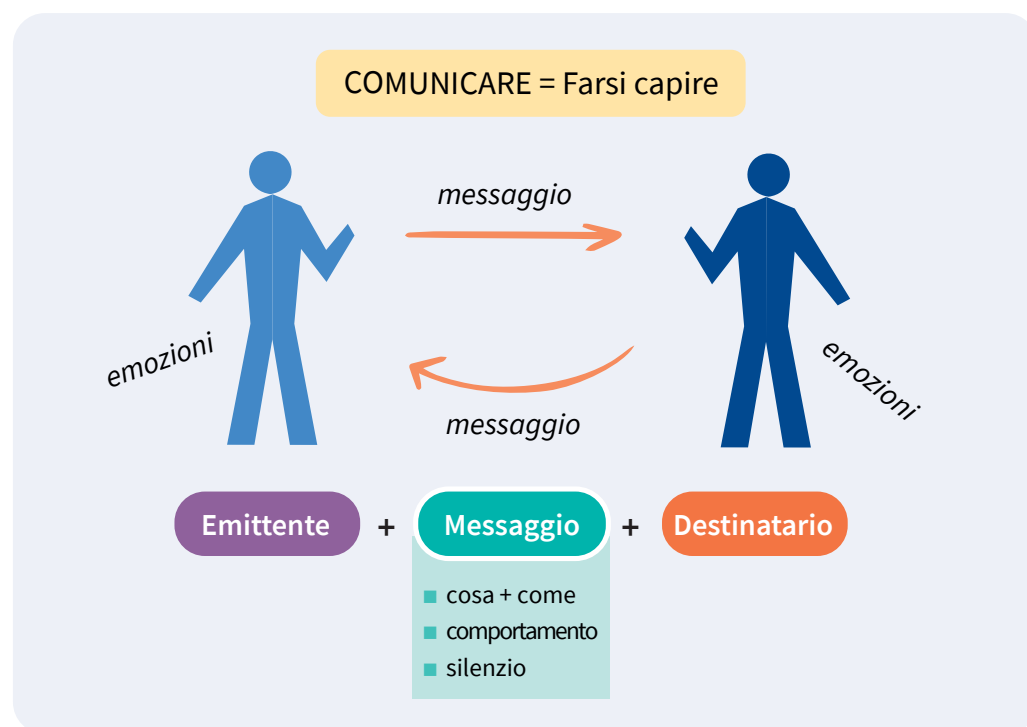 COMUNICARE = Farsi capire
messaggio
emozioni
emozioni
messaggio
Emittente + Messaggio + Destinatario
cosa + come
comportamento
silenzio